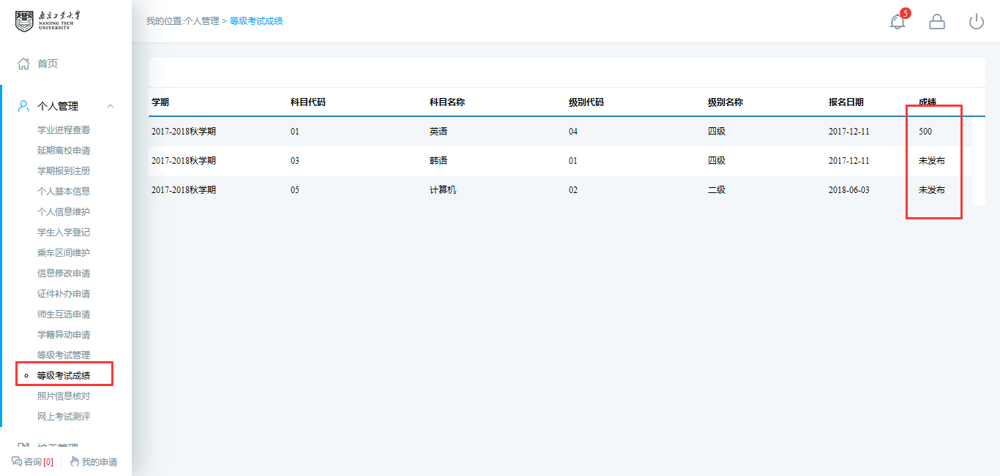 南京工业大学
NANJING TECH
UNIVERSITY
我的位置:个人管理 > 等级考试成绩
5
首页
个人管理
学业进程查看
延期离校申请
学期报到注册
个人基本信息
个人信息维护
学生入学登记
乘车区间维护
信息修改申请
证件补办申请
师生互选申请
学籍异动申请
等级考试管理
等级考试成绩
照片信息核对
网上考试测评
培养管理
咨询[0] 我的申请
学期 科目代码 科目名称 级别代码 级别名称 报名日期 成绩
2017-2018秋学期 01 英语 04 四级 2017-12-11 500
2017-2018秋学期 03 韩语 01 四级 2017-12-11 未发布
2017-2018秋学期 05 计算机 02 二级 2018-06-03 未发布